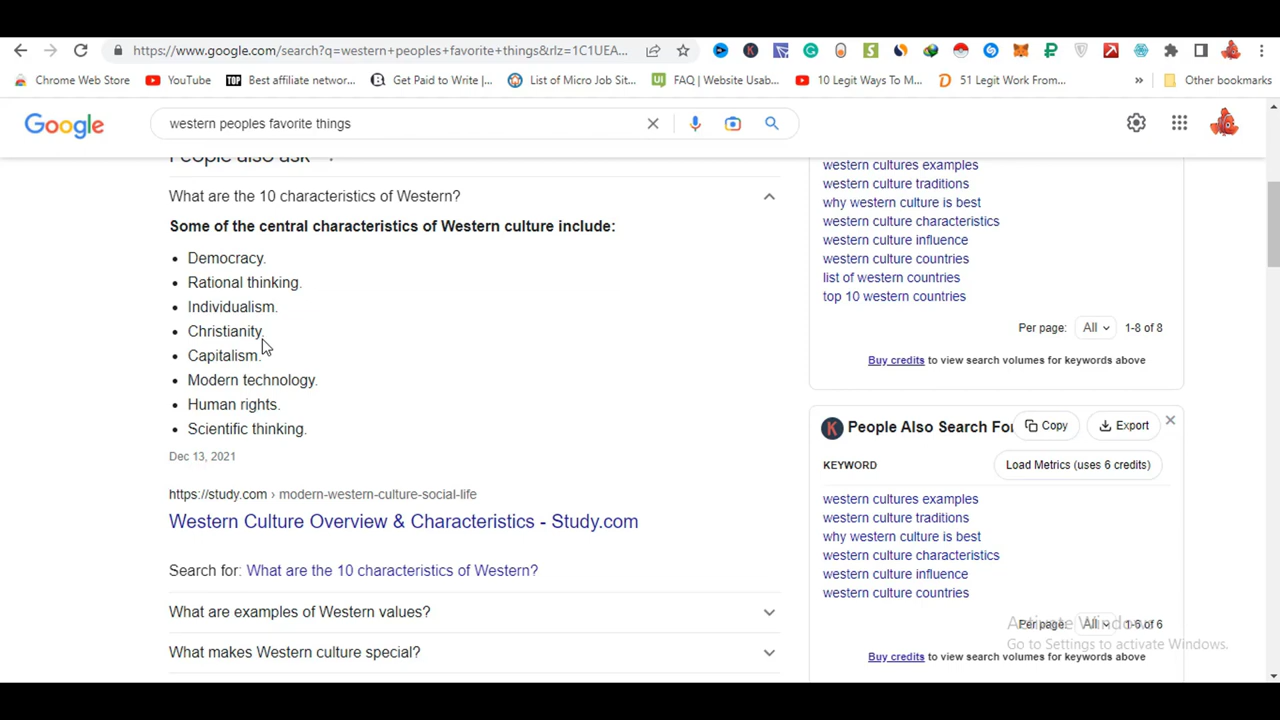 https://www.google.com/search?q=western+peoples+favorite+things&rlz=1C1UEA...
Chrome Web Store
YouTube
TOP
Best affiliate network...
Get Paid to Write |...
List of Micro Job Sit...
UI
FAQ | Website Usab...
10 Legit Ways To M...
51 Legit Work From...
»
Other bookmarks
Google
western peoples favorite things
People also ask
What are the 10 characteristics of Western?
Some of the central characteristics of Western culture include:
• Democracy.
• Rational thinking.
• Individualism.
• Christianity.
• Capitalism.
• Modern technology.
• Human rights.
• Scientific thinking.
Dec 13, 2021
https://study.com › modern-western-culture-social-life
Western Culture Overview & Characteristics - Study.com
Search for: What are the 10 characteristics of Western?
What are examples of Western values?
What makes Western culture special?
western cultures examples
western culture traditions
why western culture is best
western culture characteristics
western culture influence
western culture countries
list of western countries
top 10 western countries
Per page: All 1-8 of 8
Buy credits to view search volumes for keywords above
K People Also Search For
Copy
Export
KEYWORD
Load Metrics (uses 6 credits)
western cultures examples
western culture traditions
why western culture is best
western culture characteristics
western culture influence
western culture countries
Per page: All 1-6 of 6
Activate Windows
Go to Settings to activate Windows.
Buy credits to view search volumes for keywords above